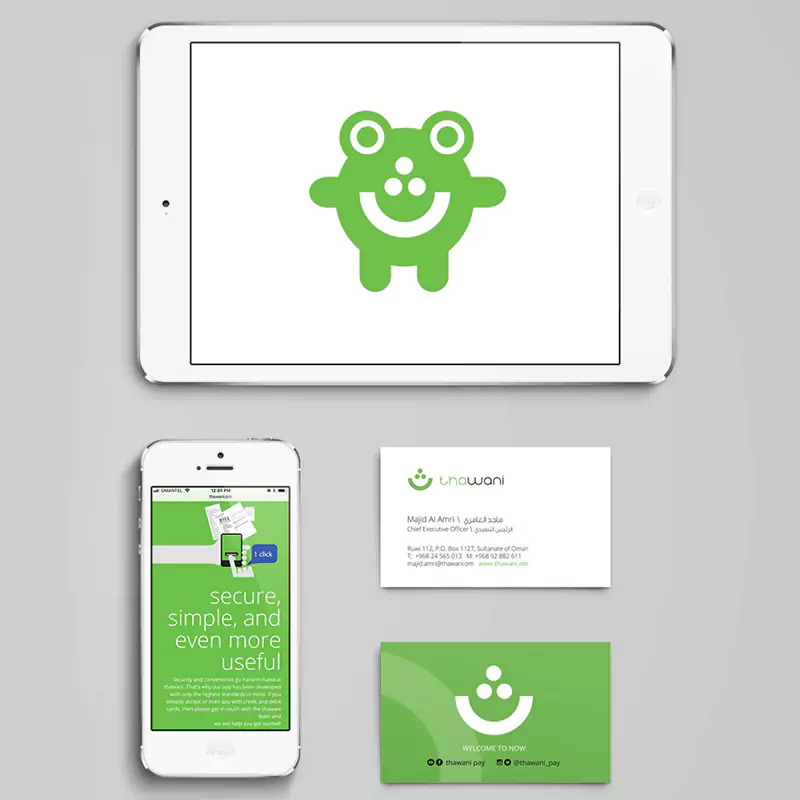 OMANTEL 12:01 PM
thawani.om
BILL
1 click
secure,
simple, and
even more
useful
Security and convenience go hand-in-hand at
thawani. That's why our app has been developed
with only the highest standards in mind. If you
already accept or even pay with credit and debit
cards, then please get in touch with the thawani
team and
we will help you get started!
thawani
Majid Al Amri \ ماجد العامري
Chief Executive Officer \ الرئيس التنفيذي
Ruwi 112, P.O. Box 1127, Sultanate of Oman
T: +968 24 565 013 M: +968 92 882 611
majid.amri@thawani.om www.thawani.om
WELCOME TO NOW
thawani pay @thawani_pay